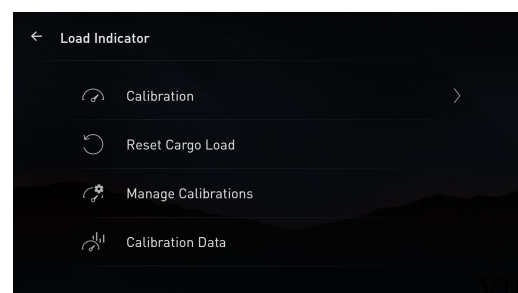 Load Indicator
Calibration
Reset Cargo Load
Manage Calibrations
Calibration Data